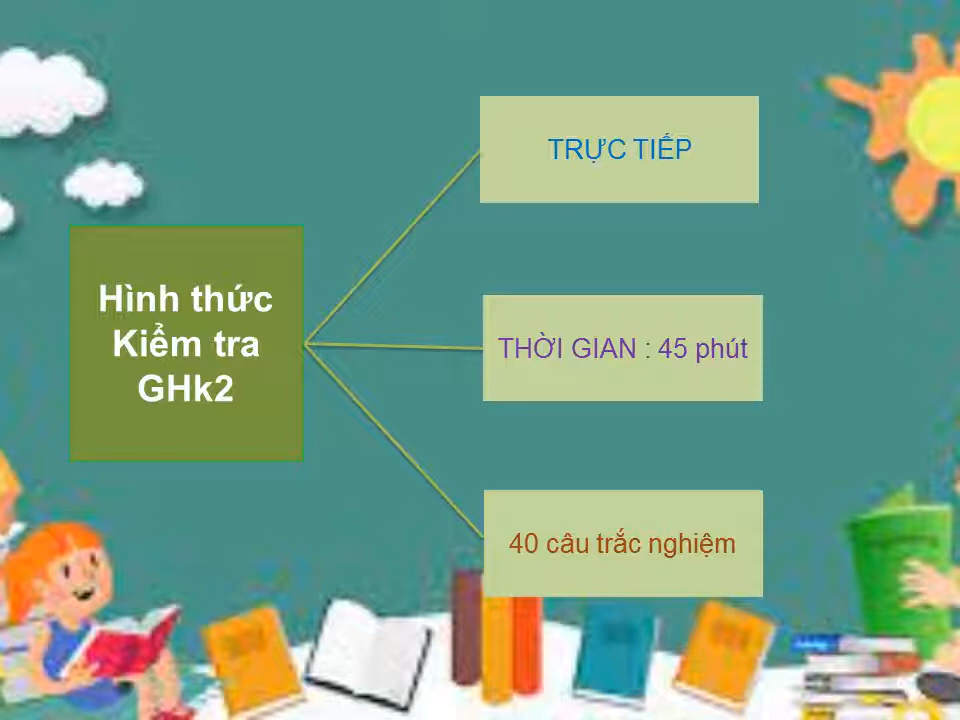 Hình thức
Kiểm tra
GHk2
TRỰC TIẾP
THỜI GIAN : 45 phút
40 câu trắc nghiệm